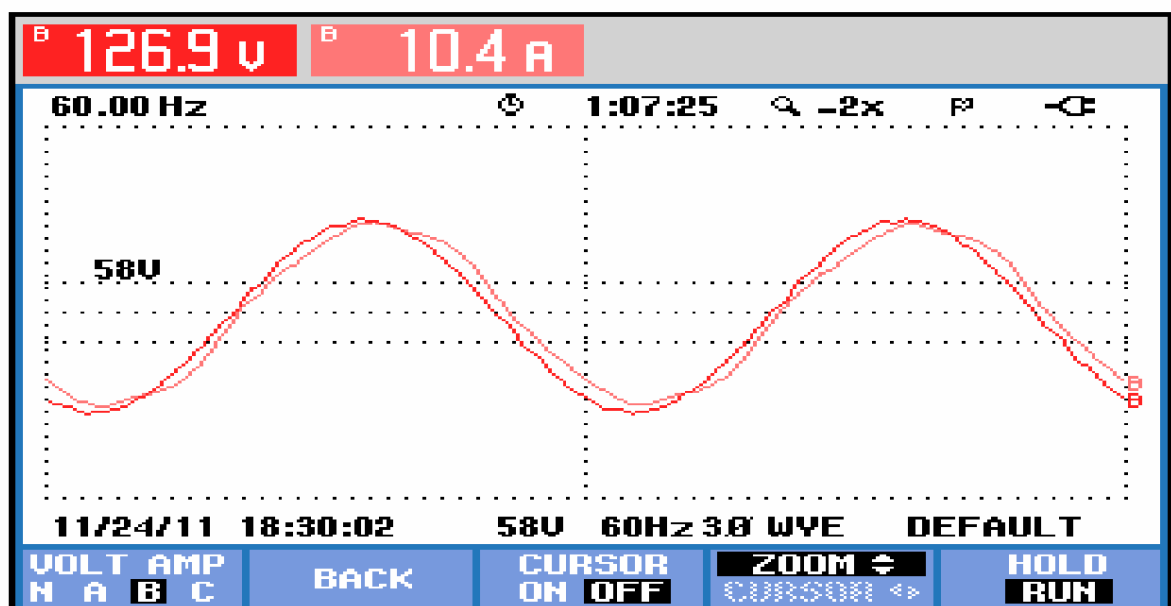 B 126.9 V B 10.4 A
60.00 Hz 1:07:25 -2x
58V
B
B
11/24/11 18:30:02 58V 60Hz 3Ø WYE DEFAULT
VOLT AMP BACK CURSOR ZOOM HOLD
N A B C ON OFF CURSOR RUN